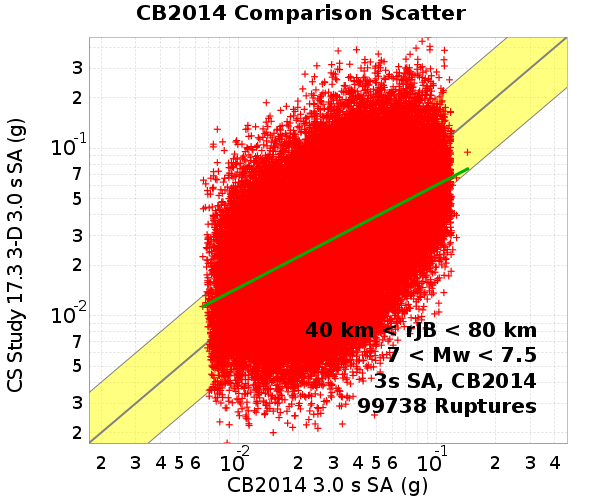 CB2014 Comparison Scatter
CS Study 17.3 3-D 3.0 s SA (g)
3
2
10-1
7
5
3
2
10-2
7
5
3
2
40 km < rJB < 80 km
7 < Mw < 7.5
3s SA, CB2014
99738 Ruptures
2 3 4 5 6 10-2 2 3 4 5 6 10-1 2 3 4
CB2014 3.0 s SA (g)